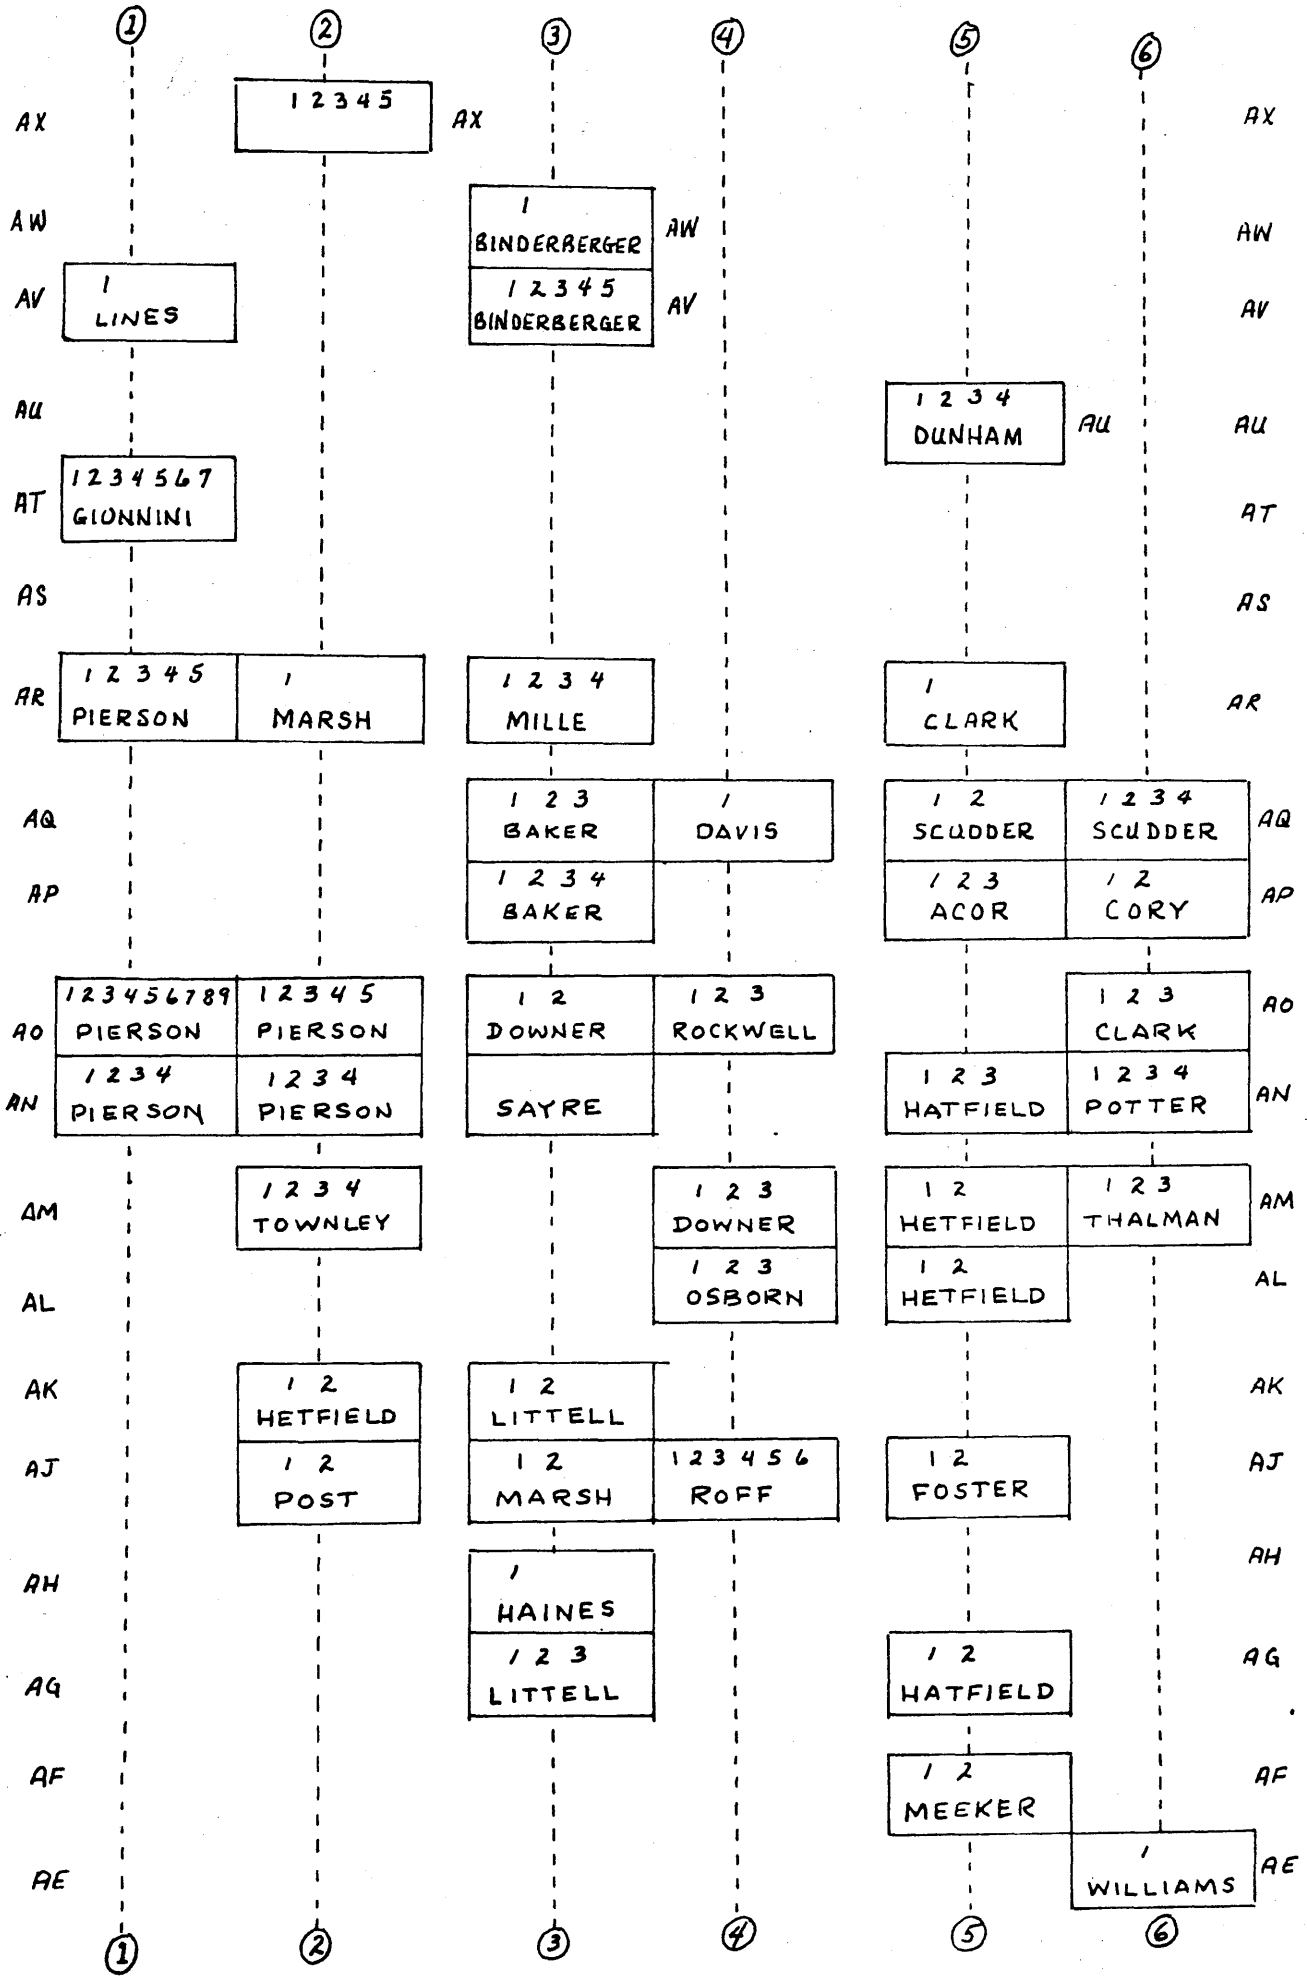 1 2 3 4 5 6
AX 1 2 3 4 5 AX AX
AW 1 AW AW
BINDERBERGER
AV 1 1 2 3 4 5 AV AV
LINES BINDERBERGER
AU 1 2 3 4 AU AU
DUNHAM
AT 1 2 3 4 5 6 7 AT
GIONNINI
AS AS
AR 1 2 3 4 5 1 1 2 3 4 1 AR
PIERSON MARSH MILLE CLARK
AQ 1 2 3 1 1 2 1 2 3 4 AQ
BAKER DAVIS SCUDDER SCUDDER
AP 1 2 3 4 1 2 3 1 2 AP
BAKER ACOR CORY
AO 1 2 3 4 5 6 7 8 9 1 2 3 4 5 1 2 1 2 3 1 2 3 AO
PIERSON PIERSON DOWNER ROCKWELL CLARK
AN 1 2 3 4 1 2 3 4 1 2 3 1 2 3 4 AN
PIERSON PIERSON SAYRE HATFIELD POTTER
AM 1 2 3 4 1 2 3 1 2 1 2 3 AM
TOWNLEY DOWNER HETFIELD THALMAN
AL 1 2 3 1 2 AL
OSBORN HETFIELD
AK 1 2 1 2 AK
HETFIELD LITTELL
AJ 1 2 1 2 1 2 3 4 5 6 1 2 AJ
POST MARSH ROFF FOSTER
AH 1 AH
HAINES
AG 1 2 3 1 2 AG
LITTELL HATFIELD
AF 1 2 AF
MEEKER
AE 1 AE
WILLIAMS
1 2 3 4 5 6